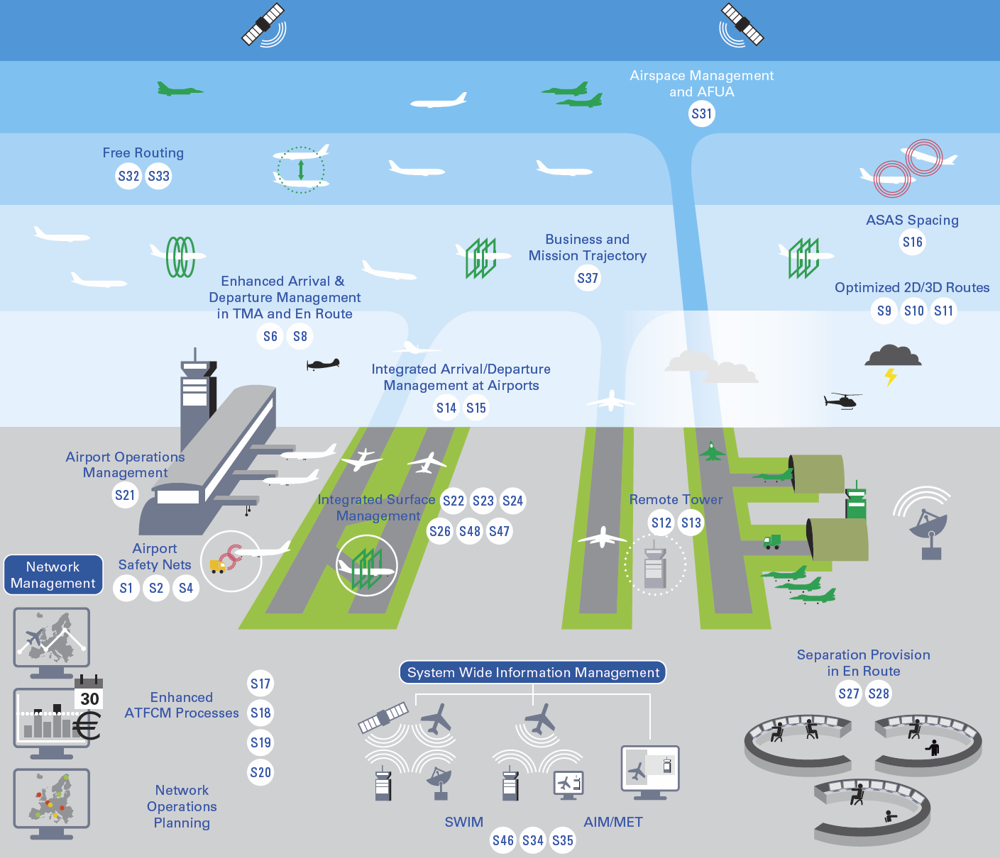 Airspace Management
and AFUA
S31
Free Routing
S32 S33
ASAS Spacing
S16
Business and
Mission Trajectory
S37
Enhanced Arrival &
Departure Management
in TMA and En Route
S6 S8
Optimized 2D/3D Routes
S9 S10 S11
Integrated Arrival/Departure
Management at Airports
S14 S15
Airport Operations
Management
S21
Integrated Surface
Management
S22 S23 S24
S26 S48 S47
Remote Tower
S12 S13
Airport
Safety Nets
S1 S2 S4
Network
Management
30
€
Enhanced
ATFCM Processes
S17
S18
S19
S20
Network
Operations
Planning
System Wide Information Management
SWIM
AIM/MET
S46 S34 S35
Separation Provision
in En Route
S27 S28